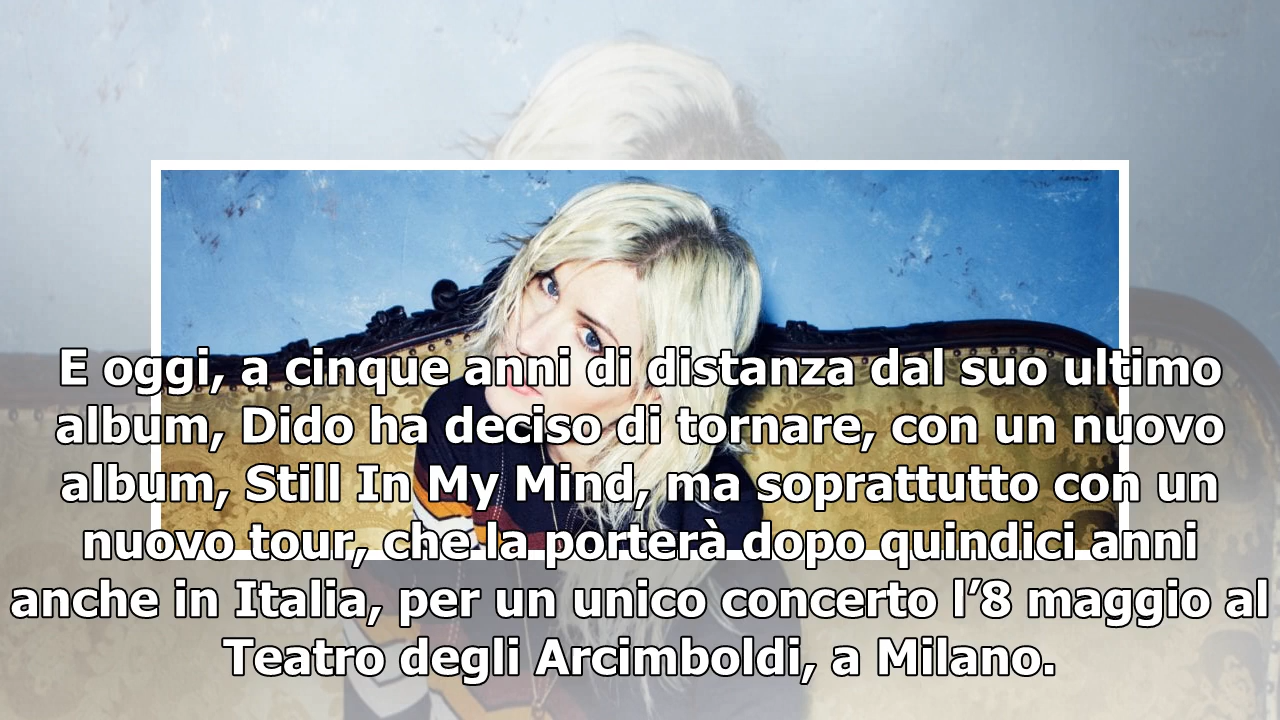 E oggi, a cinque anni di distanza dal suo ultimo
album, Dido ha deciso di tornare, con un nuovo
album, Still In My Mind, ma soprattutto con un
nuovo tour, che la porterà dopo quindici anni
anche in Italia, per un unico concerto l’8 maggio al
Teatro degli Arcimboldi, a Milano.